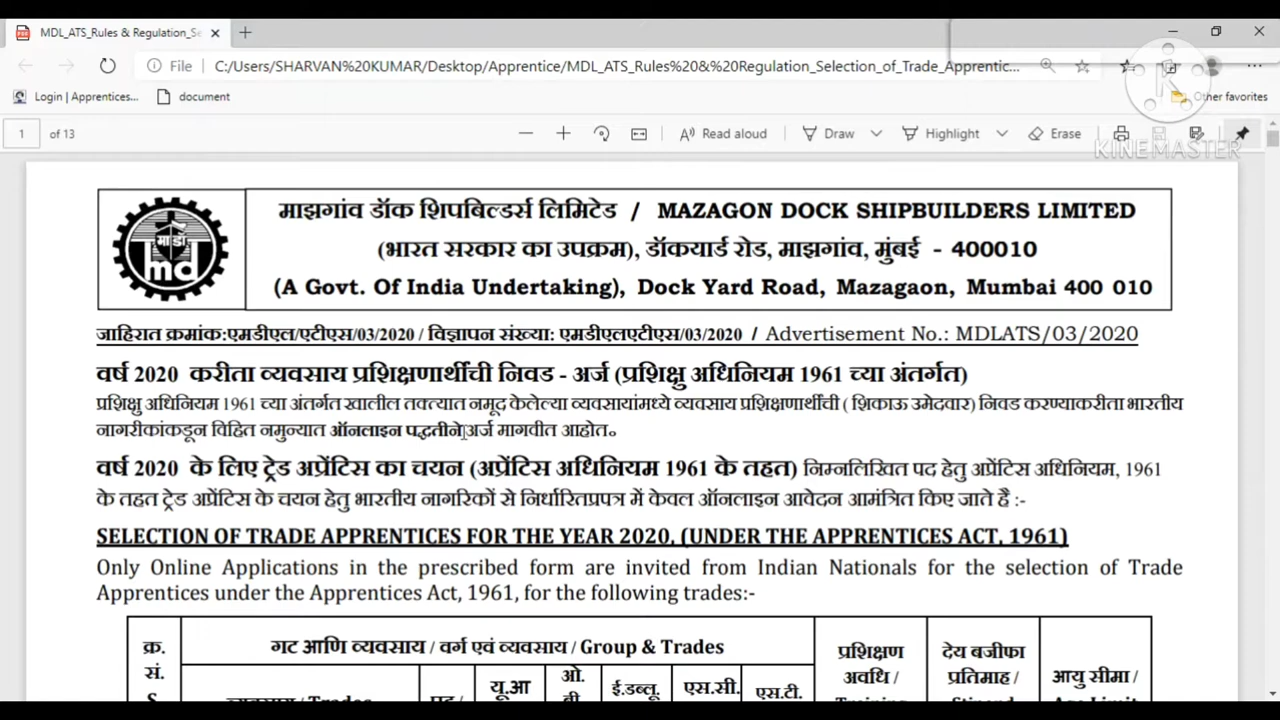 MDL_ATS_Rules & Regulation_Se
File
C:/Users/SHARVAN%20KUMAR/Desktop/Apprentice/MDL_ATS_Rules%20&%20Regulation_Selection_of_Trade_Apprentic...
Login | Apprentices...
document
Other favorites
1 of 13
Read aloud
Draw
Highlight
Erase
KINEMASTER
माझगांव डॉक शिपबिल्डर्स लिमिटेड / MAZAGON DOCK SHIPBUILDERS LIMITED
(भारत सरकार का उपक्रम), डॉकयार्ड रोड, माझगांव, मुंबई - 400010
(A Govt. Of India Undertaking), Dock Yard Road, Mazagaon, Mumbai 400 010
माडॉ
md
जाहिरात क्रमांक:एमडीएल/एटीएस/03/2020 / विज्ञापन संख्या: एमडीएलएटीएस/03/2020 / Advertisement No.: MDLATS/03/2020
वर्ष 2020 करीता व्यवसाय प्रशिक्षणार्थीची निवड - अर्ज (प्रशिक्षु अधिनियम 1961 च्या अंतर्गत)
प्रशिक्षु अधिनियम 1961 च्या अंतर्गत खालील तक्त्यात नमूद केलेल्या व्यवसायांमध्ये व्यवसाय प्रशिक्षणार्थीची ( शिकाऊ उमेदवार) निवड करण्याकरीता भारतीय
नागरीकांकडून विहित नमुन्यात ऑनलाइन पद्धतीने अर्ज मागवीत आहोत॰
वर्ष 2020 के लिए ट्रेड अप्रेंटिस का चयन (अप्रेंटिस अधिनियम 1961 के तहत) निम्नलिखित पद हेतु अप्रेंटिस अधिनियम, 1961
के तहत ट्रेड अप्रेंटिस के चयन हेतु भारतीय नागरिकों से निर्धारितप्रपत्र में केवल ऑनलाइन आवेदन आमंत्रित किए जाते है :-
SELECTION OF TRADE APPRENTICES FOR THE YEAR 2020, (UNDER THE APPRENTICES ACT, 1961)
Only Online Applications in the prescribed form are invited from Indian Nationals for the selection of Trade
Apprentices under the Apprentices Act, 1961, for the following trades:-
क्र.
सं.
गट आणि व्यवसाय / वर्ग एवं व्यवसाय / Group & Trades
यू.आ
ओ.
बी
ई.डब्लू.
एस.सी.
एस.टी.
प्रशिक्षण
अवधि /
देय बजीफा
प्रतिमाह /
आयु सीमा /